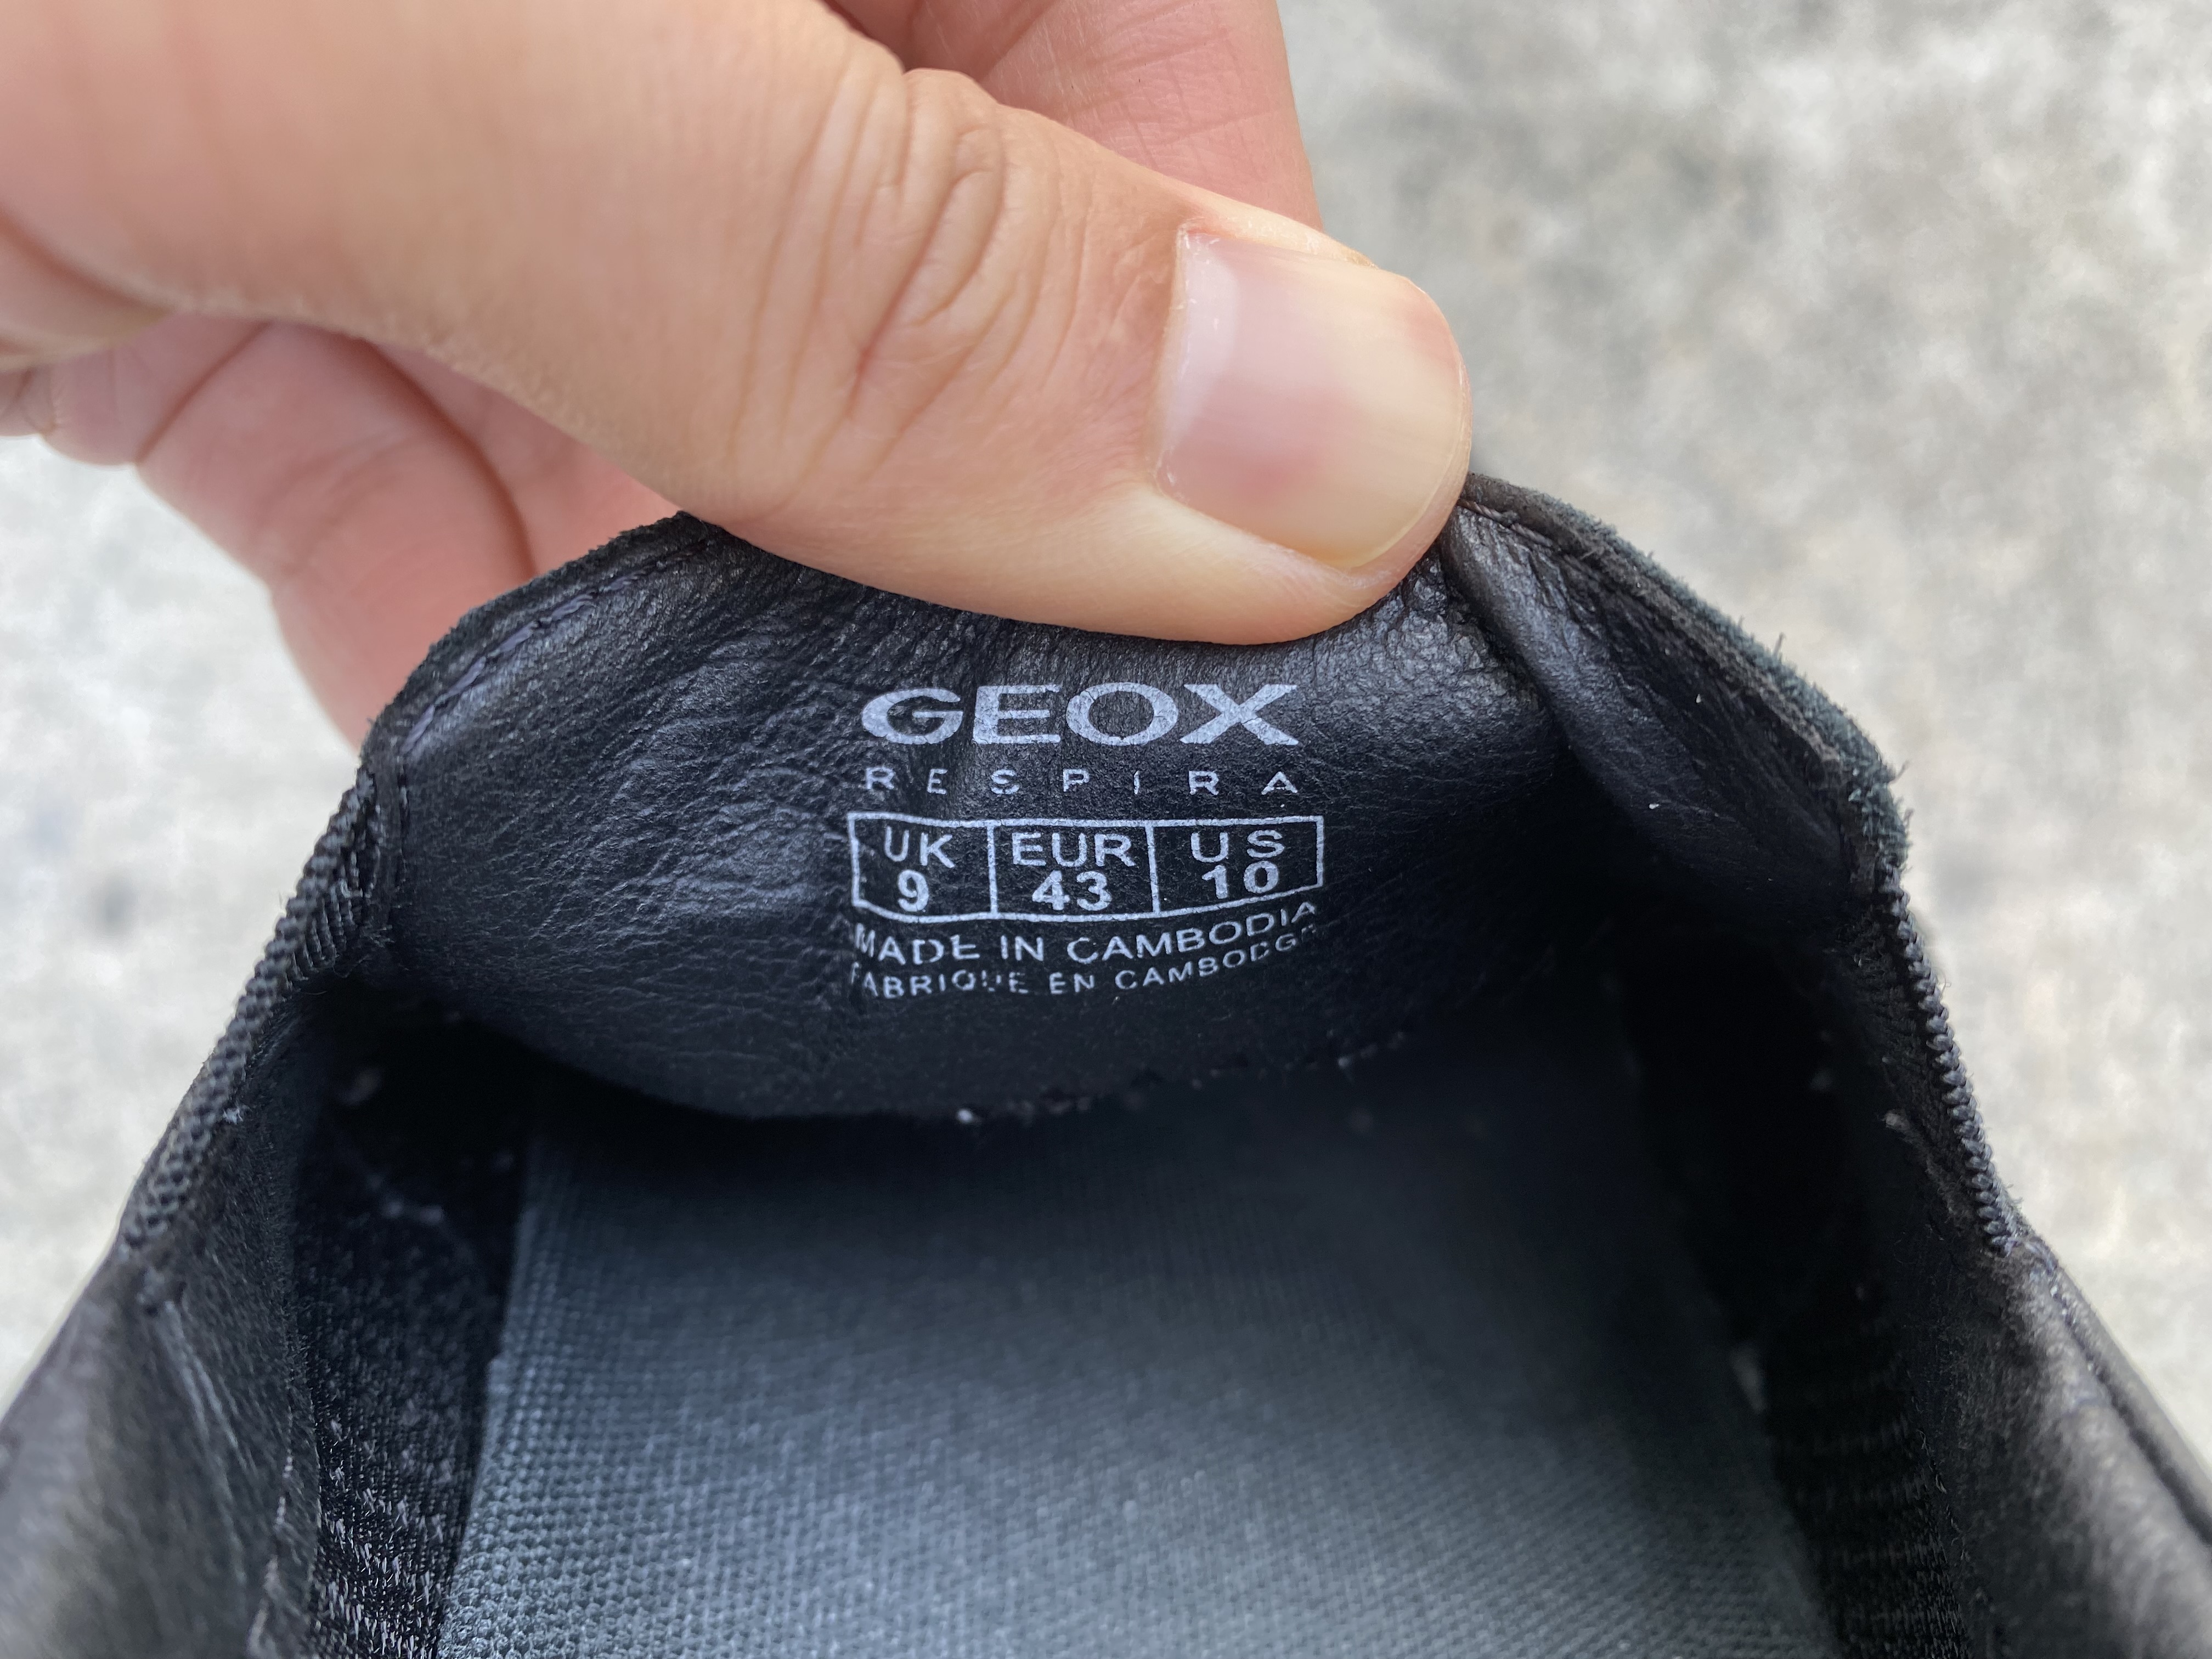 GEOX
RESPIRA
UK EUR US
9 43 10
MADE IN CAMBODIA
FABRIQUE EN CAMBODGE